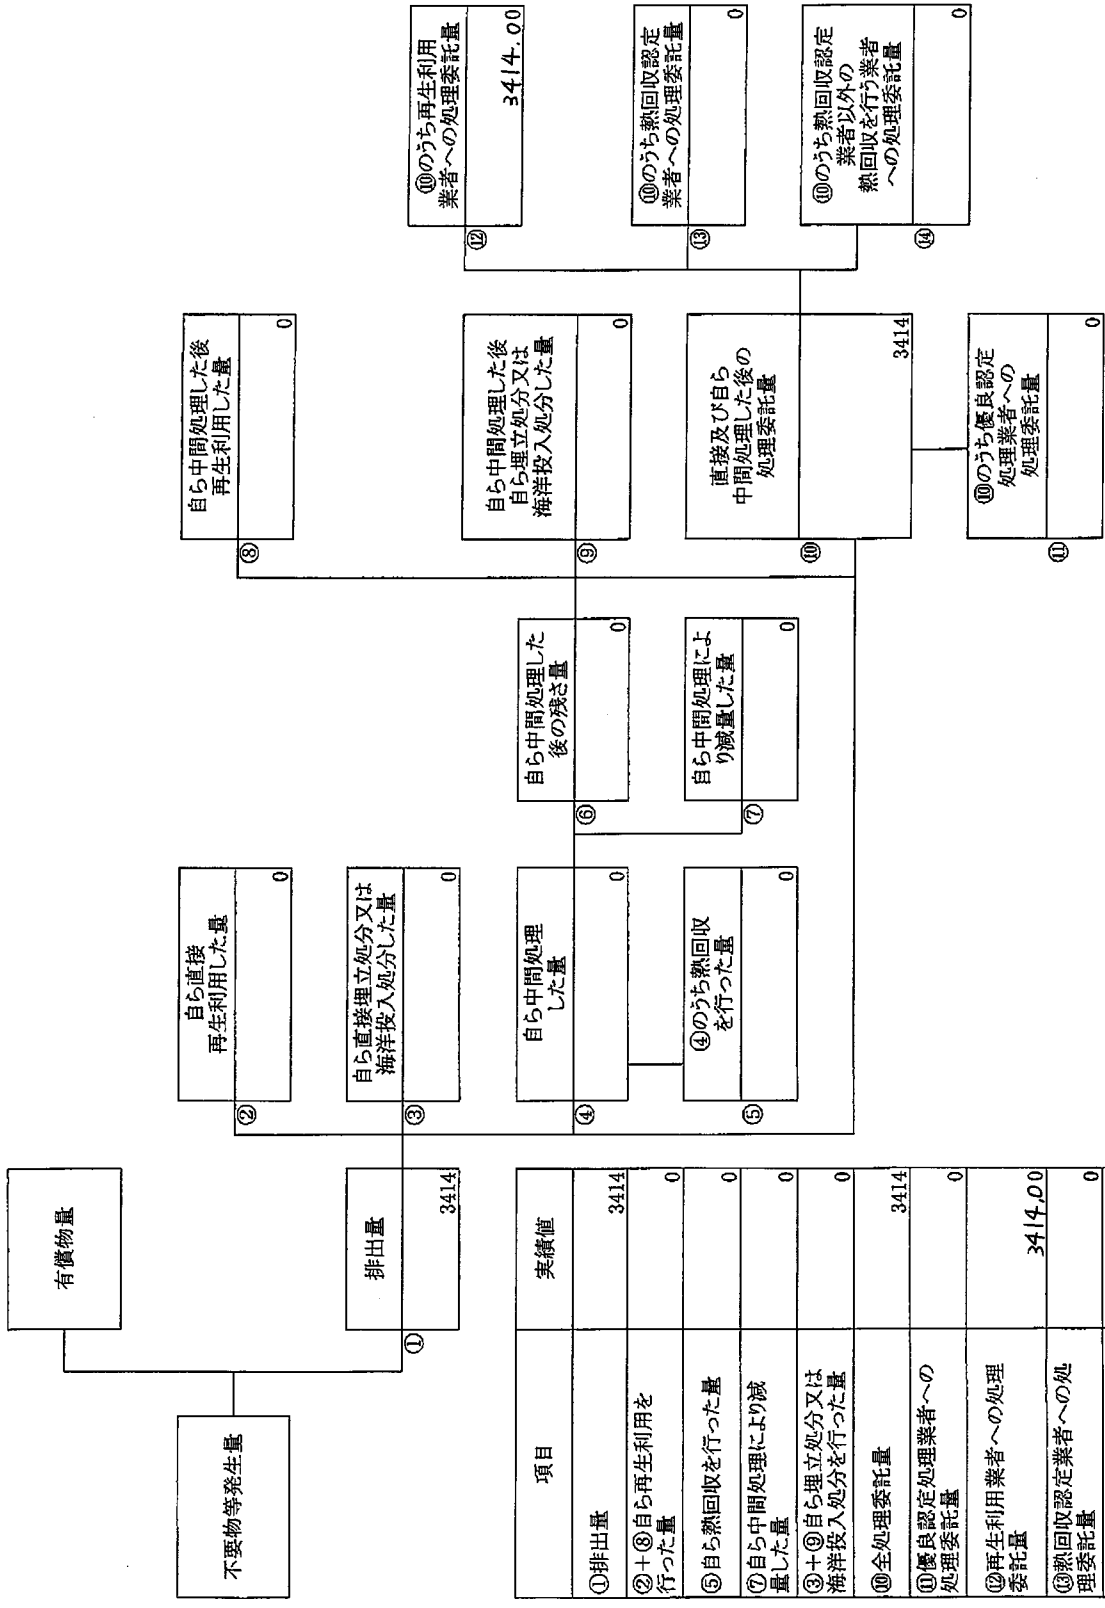 不要物等発生量
有償物量
排出量
①
3414
自ら直接
再生利用した量
②
0
自ら直接埋立処分又は
海洋投入処分した量
③
0
自ら中間処理
した量
④
0
④のうち熱回収
を行った量
⑤
0
自ら中間処理した
後の残さ量
⑥
0
自ら中間処理によ
り減量した量
⑦
0
自ら中間処理した後
再生利用した量
⑧
0
自ら中間処理した後
自ら埋立処分又は
海洋投入処分した量
⑨
0
直接及び自ら
中間処理した後の
処理委託量
⑩
3414
⑩のうち優良認定
処理業者への
処理委託量
⑪
0
⑩のうち再生利用
業者への処理委託量
⑫
3414.00
⑩のうち熱回収認定
業者への処理委託量
⑬
0
⑩のうち熱回収認定
業者以外の
熱回収を行う業者
への処理委託量
⑭
0
項目 実績値
①排出量 3414
②+⑧自ら再生利用を
行った量 0
⑤自ら熱回収を行った量 0
⑦自ら中間処理により減
量した量 0
③+⑨自ら埋立処分又は
海洋投入処分を行った量 0
⑩全処理委託量 3414
⑪優良認定処理業者への
処理委託量 0
⑫再生利用業者への処理
委託量 3414.00
⑬熱回収認定業者への処
理委託量 0